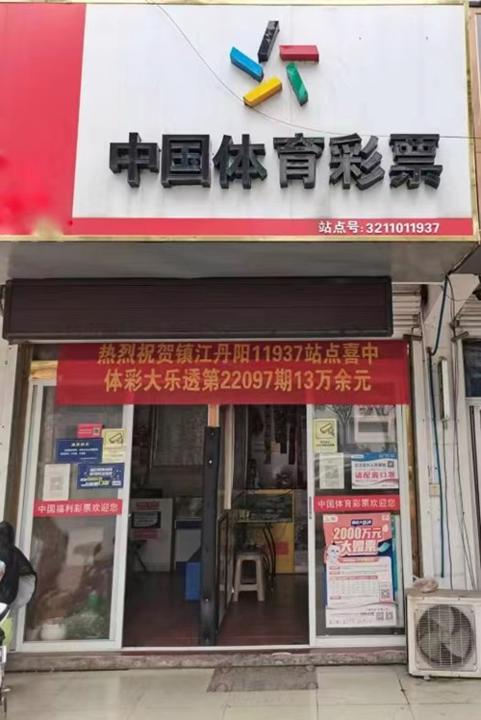 中国体育彩票
站点号:3211011937
热烈祝贺镇江丹阳11937站点喜中
体彩大乐透第22097期13万余元
中国福利彩票欢迎您
中国体育彩票欢迎您
请配戴口罩
2000万元
大赠票